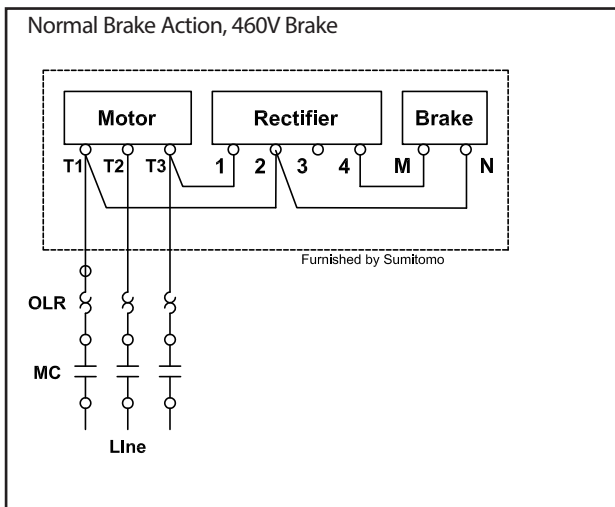 Normal Brake Action, 460V Brake
Motor Rectifier Brake
T1 T2 T3 1 2 3 4 M N
Furnished by Sumitomo
OLR
MC
LIne